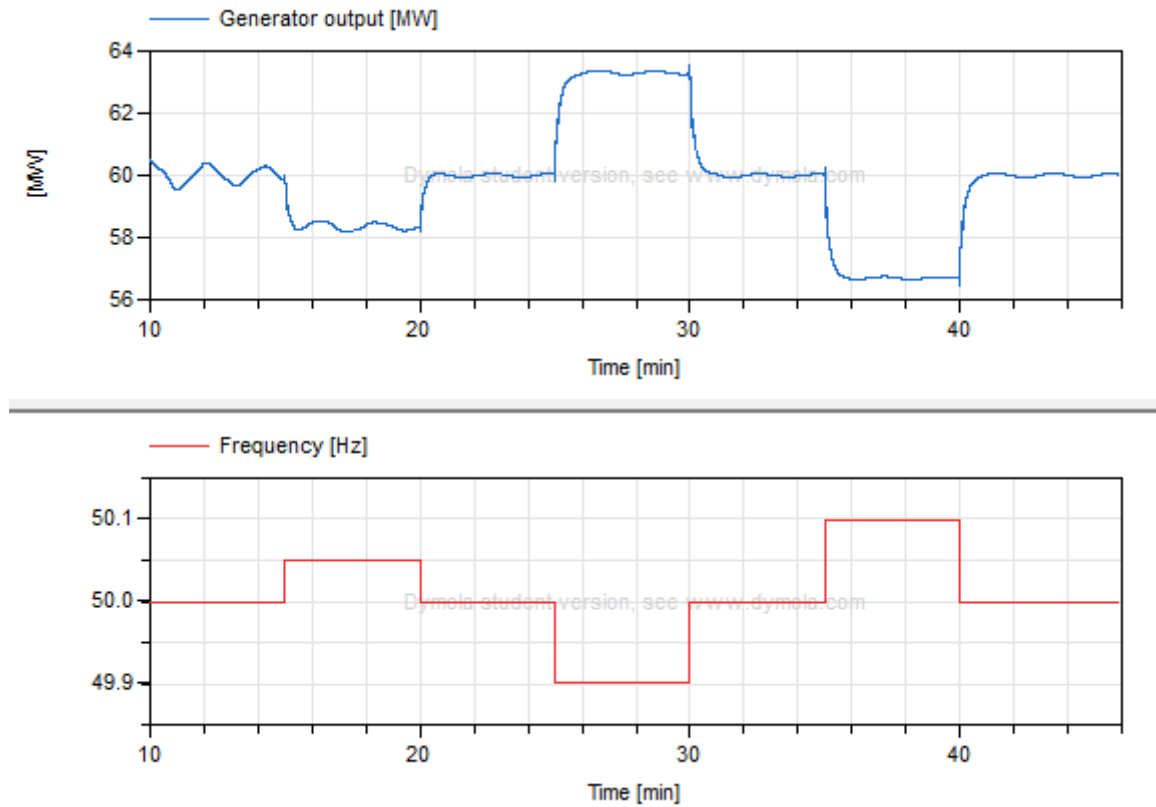 Generator output [MW]
64
62
60
58
56
[MW]
Dymola student version, see www.dymola.com
10
20
30
40
Time [min]
Frequency [Hz]
50.1
50.0
49.9
Dymola student version, see www.dymola.com
10
20
30
40
Time [min]